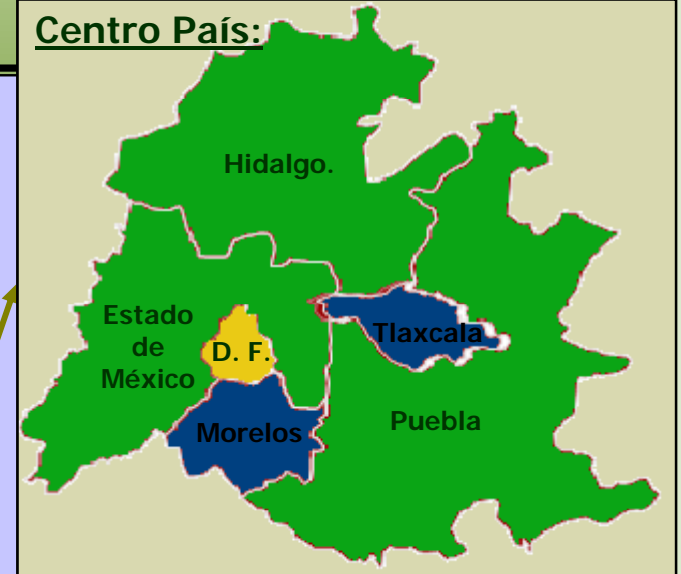 Centro País:
Hidalgo.
Estado
de
México
D. F.
Tlaxcala
Morelos
Puebla